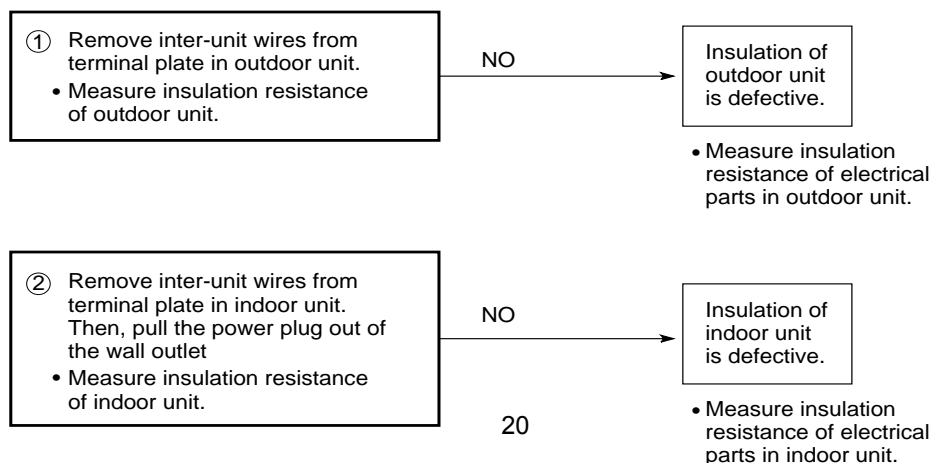 ① Remove inter-unit wires from
terminal plate in outdoor unit.
• Measure insulation resistance
of outdoor unit.
NO
Insulation of
outdoor unit
is defective.
• Measure insulation
resistance of electrical
parts in outdoor unit.
② Remove inter-unit wires from
terminal plate in indoor unit.
Then, pull the power plug out of
the wall outlet
• Measure insulation resistance
of indoor unit.
NO
Insulation of
indoor unit
is defective.
• Measure insulation
resistance of electrical
parts in indoor unit.
20